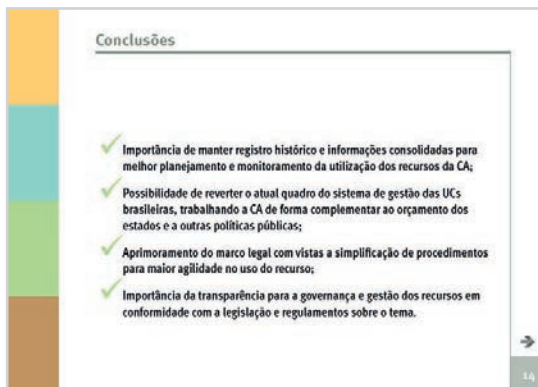 Conclusões
Importância de manter registro histórico e informações consolidadas para
melhor planejamento e monitoramento da utilização dos recursos da CA;
Possibilidade de reverter o atual quadro do sistema de gestão das UCs
brasileiras, trabalhando a CA de forma complementar ao orçamento dos
estados e a outras políticas públicas;
Aprimoramento do marco legal com vistas a simplificação de procedimentos
para maior agilidade no uso do recurso;
Importância da transparência para a governança e gestão dos recursos em
conformidade com a legislação e regulamentos sobre o tema.
14